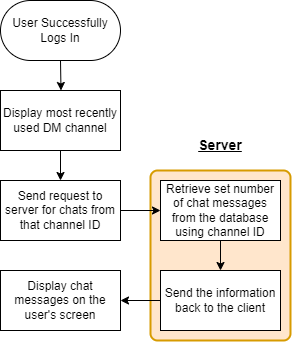 User Successfully
Logs In
Display most recently
used DM channel
Server
Send request to
server for chats from
that channel ID
Retrieve set number
of chat messages
from the database
using channel ID
Display chat
messages on the
user's screen
Send the information
back to the client